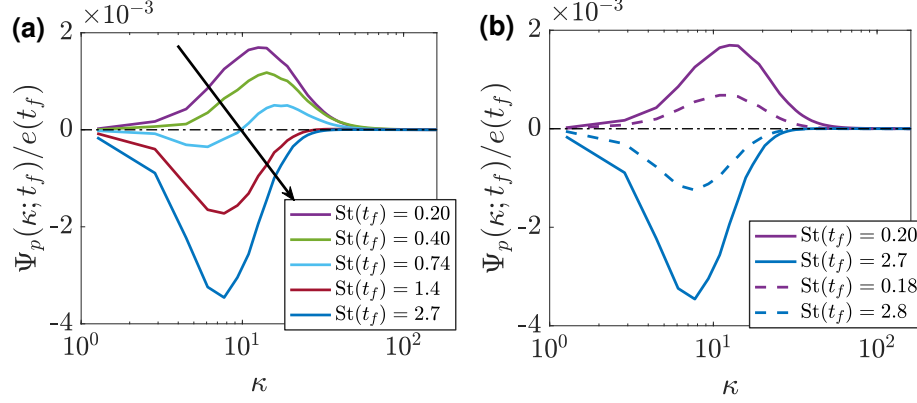 (a)
×10⁻³
2
0
-2
-4
Ψ_p(κ; t_f)/e(t_f)
10⁰
10¹
10²
κ
St(t_f) = 0.20
St(t_f) = 0.40
St(t_f) = 0.74
St(t_f) = 1.4
St(t_f) = 2.7
(b)
×10⁻³
2
0
-2
-4
Ψ_p(κ; t_f)/e(t_f)
10⁰
10¹
10²
κ
St(t_f) = 0.20
St(t_f) = 2.7
St(t_f) = 0.18
St(t_f) = 2.8